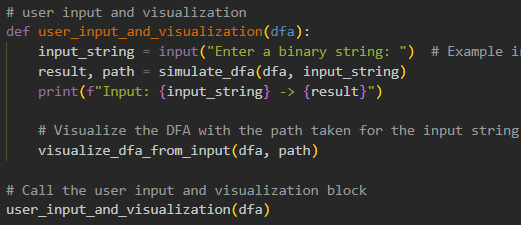 # user input and visualization
def user_input_and_visualization(dfa):
    input_string = input("Enter a binary string: ")  # Example in
    result, path = simulate_dfa(dfa, input_string)
    print(f"Input: {input_string} -> {result}")

    # Visualize the DFA with the path taken for the input string
    visualize_dfa_from_input(dfa, path)

# Call the user input and visualization block
user_input_and_visualization(dfa)